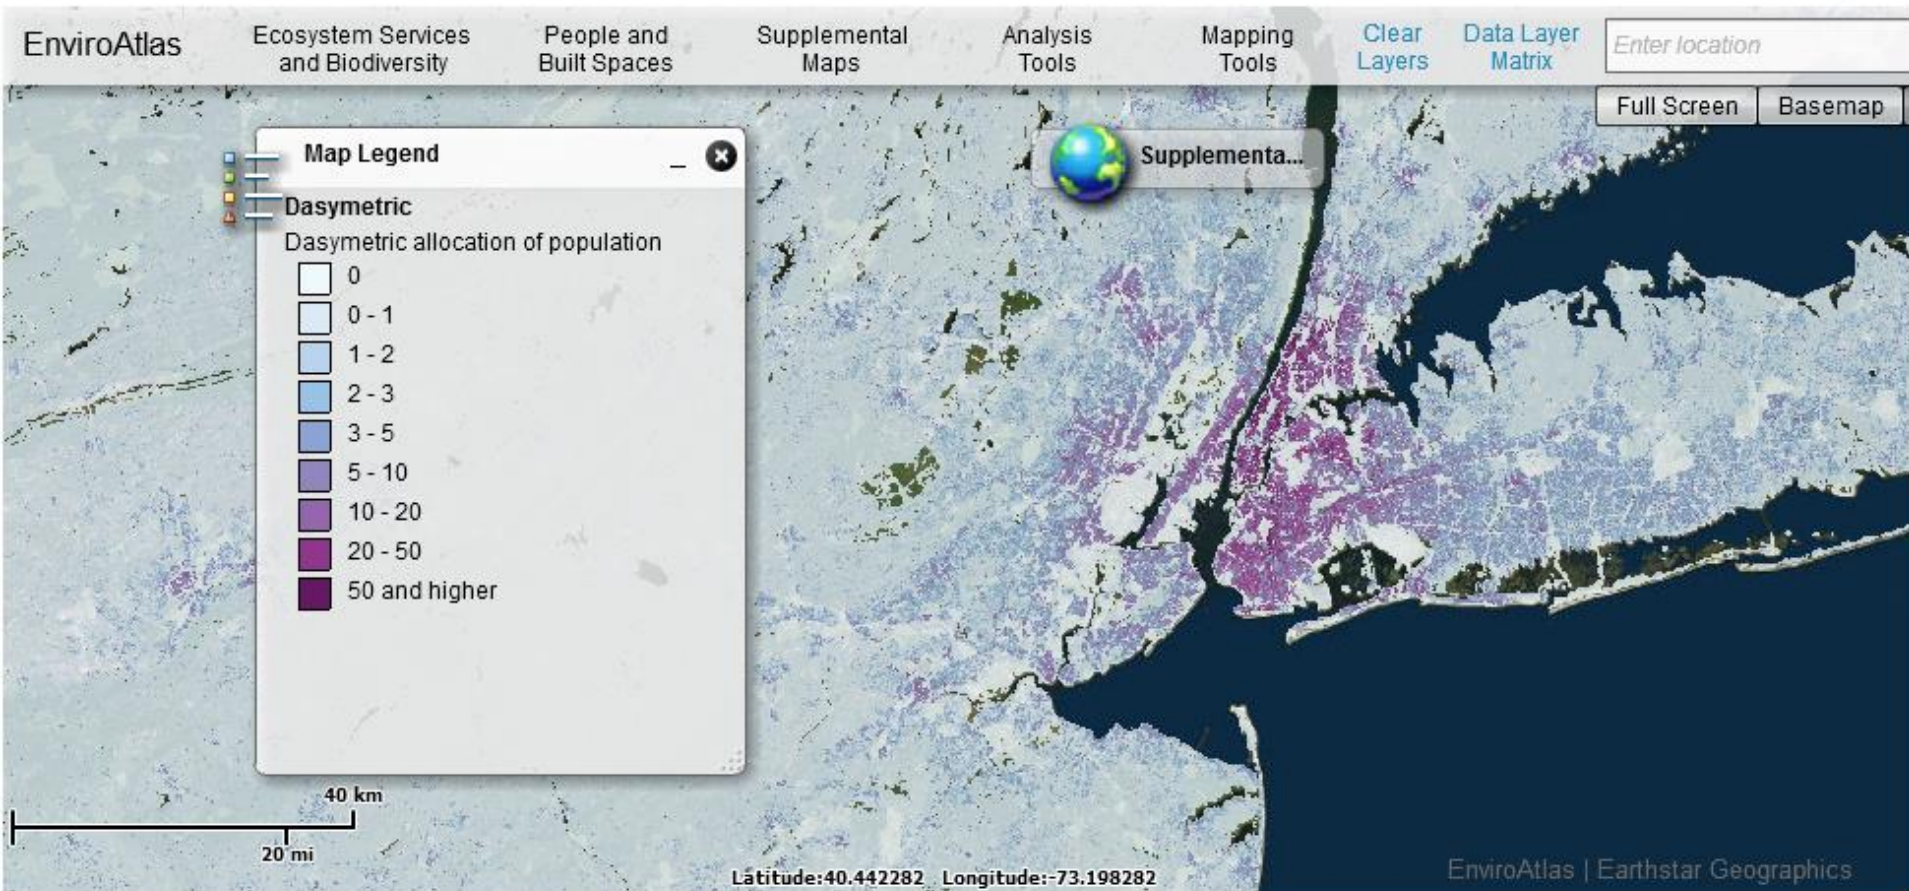 EnviroAtlas
Ecosystem Services
and Biodiversity
People and
Built Spaces
Supplemental
Maps
Analysis
Tools
Mapping
Tools
Clear
Layers
Data Layer
Matrix
Enter location
Full Screen
Basemap
Map Legend
Supplementa...
Dasymetric
Dasymetric allocation of population
0
0 - 1
1 - 2
2 - 3
3 - 5
5 - 10
10 - 20
20 - 50
50 and higher
40 km
20 mi
Latitude:40.442282 Longitude:-73.198282
EnviroAtlas | Earthstar Geographics